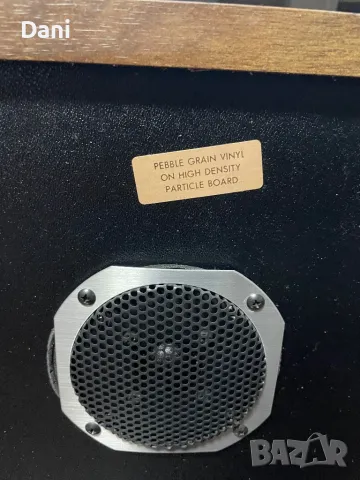 Dani
PEBBLE GRAIN VINYL
ON HIGH DENSITY
PARTICLE BOARD
BAZAR